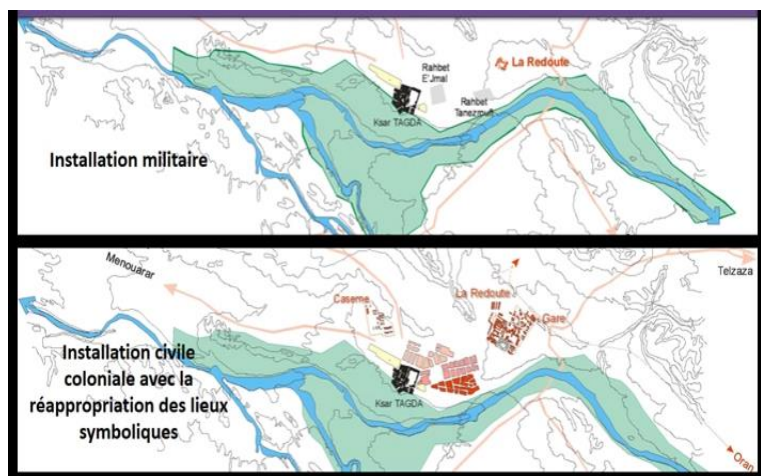 La Redoute
Rahbet
E'Jmal
Rahbet
Tanezrouft
Ksar TAGDA
Installation militaire
Menouarar
Telzaza
La Redoute
Caserne
Gare
Installation civile
coloniale avec la
réappropriation des lieux
symboliques
Ksar TAGDA
Oran